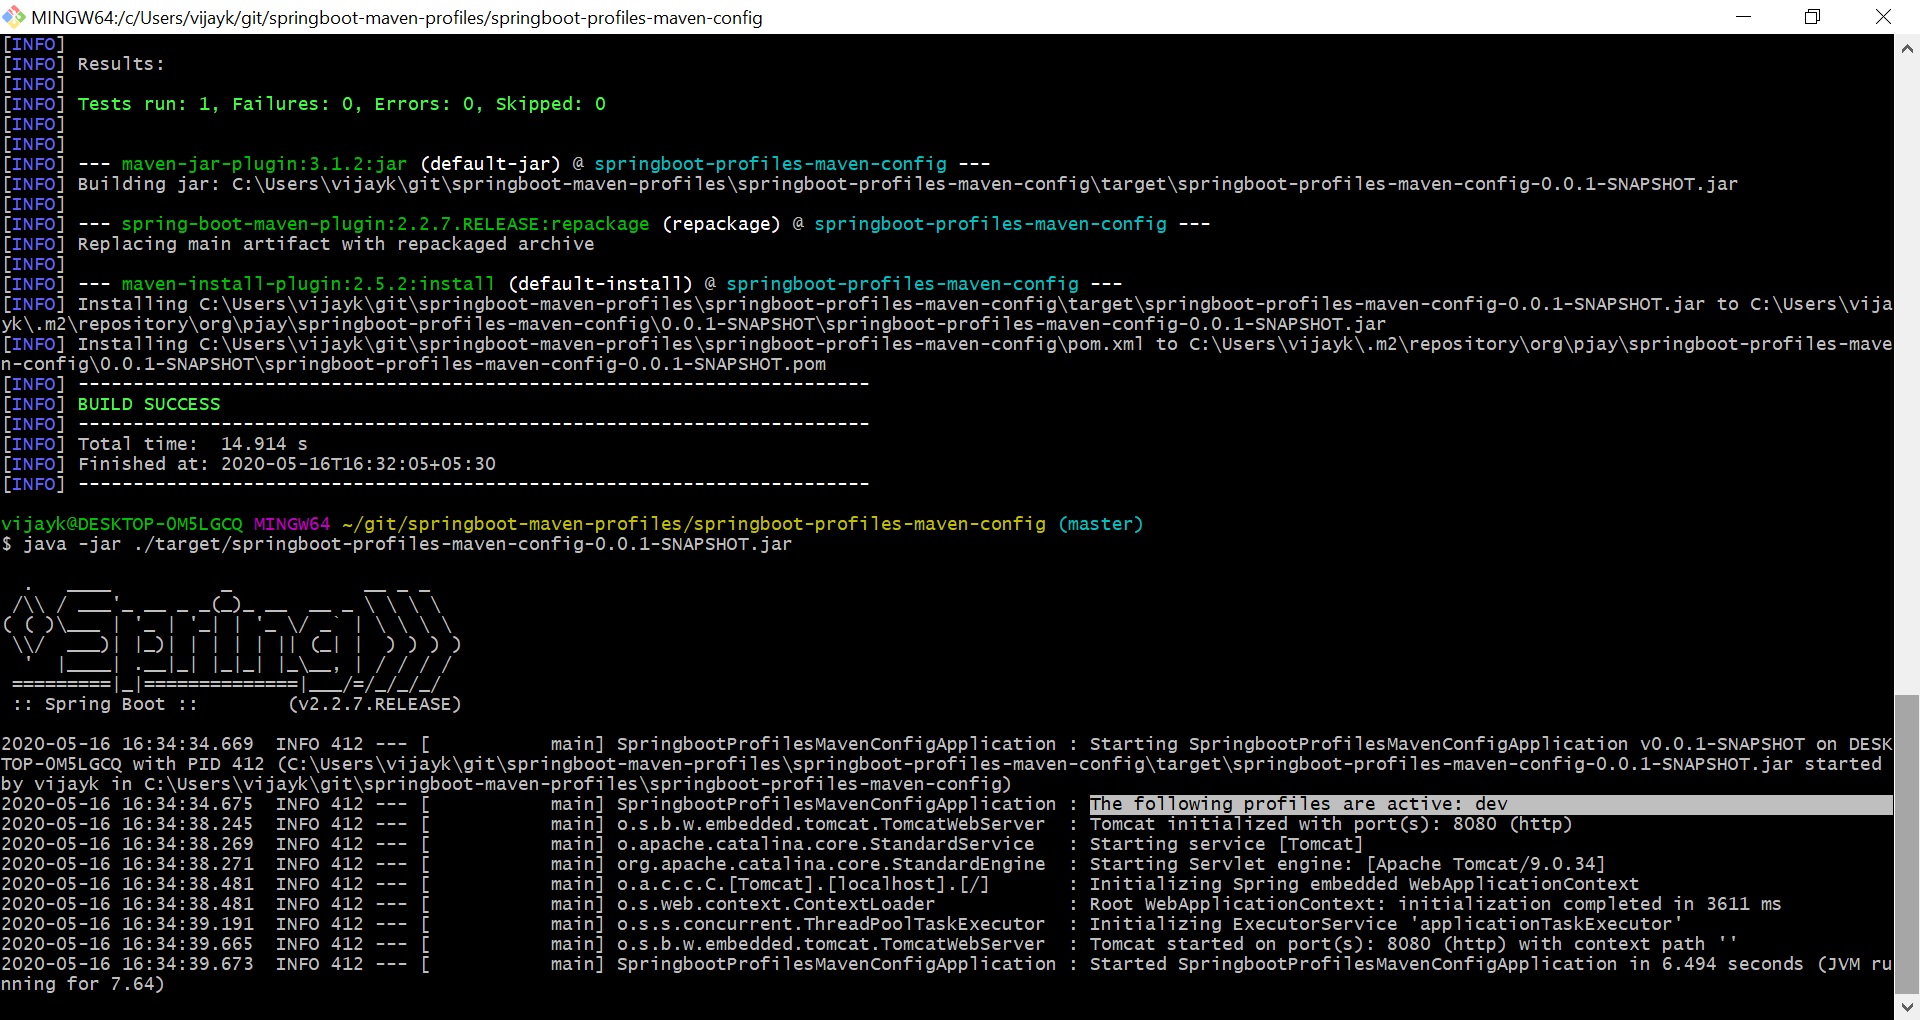 MINGW64:/c/Users/vijayk/git/springboot-maven-profiles/springboot-profiles-maven-config
[INFO]
[INFO] Results:
[INFO]
[INFO] Tests run: 1, Failures: 0, Errors: 0, Skipped: 0
[INFO]
[INFO]
[INFO] --- maven-jar-plugin:3.1.2:jar (default-jar) @ springboot-profiles-maven-config ---
[INFO] Building jar: C:\Users\vijayk\git\springboot-maven-profiles\springboot-profiles-maven-config\target\springboot-profiles-maven-config-0.0.1-SNAPSHOT.jar
[INFO]
[INFO] --- spring-boot-maven-plugin:2.2.7.RELEASE:repackage (repackage) @ springboot-profiles-maven-config ---
[INFO] Replacing main artifact with repackaged archive
[INFO]
[INFO] --- maven-install-plugin:2.5.2:install (default-install) @ springboot-profiles-maven-config ---
[INFO] Installing C:\Users\vijayk\git\springboot-maven-profiles\springboot-profiles-maven-config\target\springboot-profiles-maven-config-0.0.1-SNAPSHOT.jar to C:\Users\vija
yk\.m2\repository\org\pjay\springboot-profiles-maven-config\0.0.1-SNAPSHOT\springboot-profiles-maven-config-0.0.1-SNAPSHOT.jar
[INFO] Installing C:\Users\vijayk\git\springboot-maven-profiles\springboot-profiles-maven-config\pom.xml to C:\Users\vijayk\.m2\repository\org\pjay\springboot-profiles-mave
n-config\0.0.1-SNAPSHOT\springboot-profiles-maven-config-0.0.1-SNAPSHOT.pom
[INFO] ------------------------------------------------------------------------
[INFO] BUILD SUCCESS
[INFO] ------------------------------------------------------------------------
[INFO] Total time:  14.914 s
[INFO] Finished at: 2020-05-16T16:32:05+05:30
[INFO] ------------------------------------------------------------------------
vijayk@DESKTOP-OM5LGCQ MINGW64 ~/git/springboot-maven-profiles/springboot-profiles-maven-config (master)
$ java -jar ./target/springboot-profiles-maven-config-0.0.1-SNAPSHOT.jar
Spring
:: Spring Boot ::        (v2.2.7.RELEASE)
2020-05-16 16:34:34.669  INFO 412 --- [           main] SpringbootProfilesMavenConfigApplication : Starting SpringbootProfilesMavenConfigApplication v0.0.1-SNAPSHOT on DESK
TOP-OM5LGCQ with PID 412 (C:\Users\vijayk\git\springboot-maven-profiles\springboot-profiles-maven-config\target\springboot-profiles-maven-config-0.0.1-SNAPSHOT.jar started
by vijayk in C:\Users\vijayk\git\springboot-maven-profiles\springboot-profiles-maven-config)
2020-05-16 16:34:34.675  INFO 412 --- [           main] SpringbootProfilesMavenConfigApplication : The following profiles are active: dev
2020-05-16 16:34:38.245  INFO 412 --- [           main] o.s.b.w.embedded.tomcat.TomcatWebServer  : Tomcat initialized with port(s): 8080 (http)
2020-05-16 16:34:38.269  INFO 412 --- [           main] o.apache.catalina.core.StandardService   : Starting service [Tomcat]
2020-05-16 16:34:38.271  INFO 412 --- [           main] org.apache.catalina.core.StandardEngine  : Starting Servlet engine: [Apache Tomcat/9.0.34]
2020-05-16 16:34:38.481  INFO 412 --- [           main] o.a.c.c.C.[Tomcat].[localhost].[/]       : Initializing Spring embedded WebApplicationContext
2020-05-16 16:34:38.481  INFO 412 --- [           main] o.s.web.context.ContextLoader            : Root WebApplicationContext: initialization completed in 3611 ms
2020-05-16 16:34:39.191  INFO 412 --- [           main] o.s.s.concurrent.ThreadPoolTaskExecutor  : Initializing ExecutorService 'applicationTaskExecutor'
2020-05-16 16:34:39.665  INFO 412 --- [           main] o.s.b.w.embedded.tomcat.TomcatWebServer  : Tomcat started on port(s): 8080 (http) with context path ''
2020-05-16 16:34:39.673  INFO 412 --- [           main] SpringbootProfilesMavenConfigApplication : Started SpringbootProfilesMavenConfigApplication in 6.494 seconds (JVM ru
nning for 7.64)